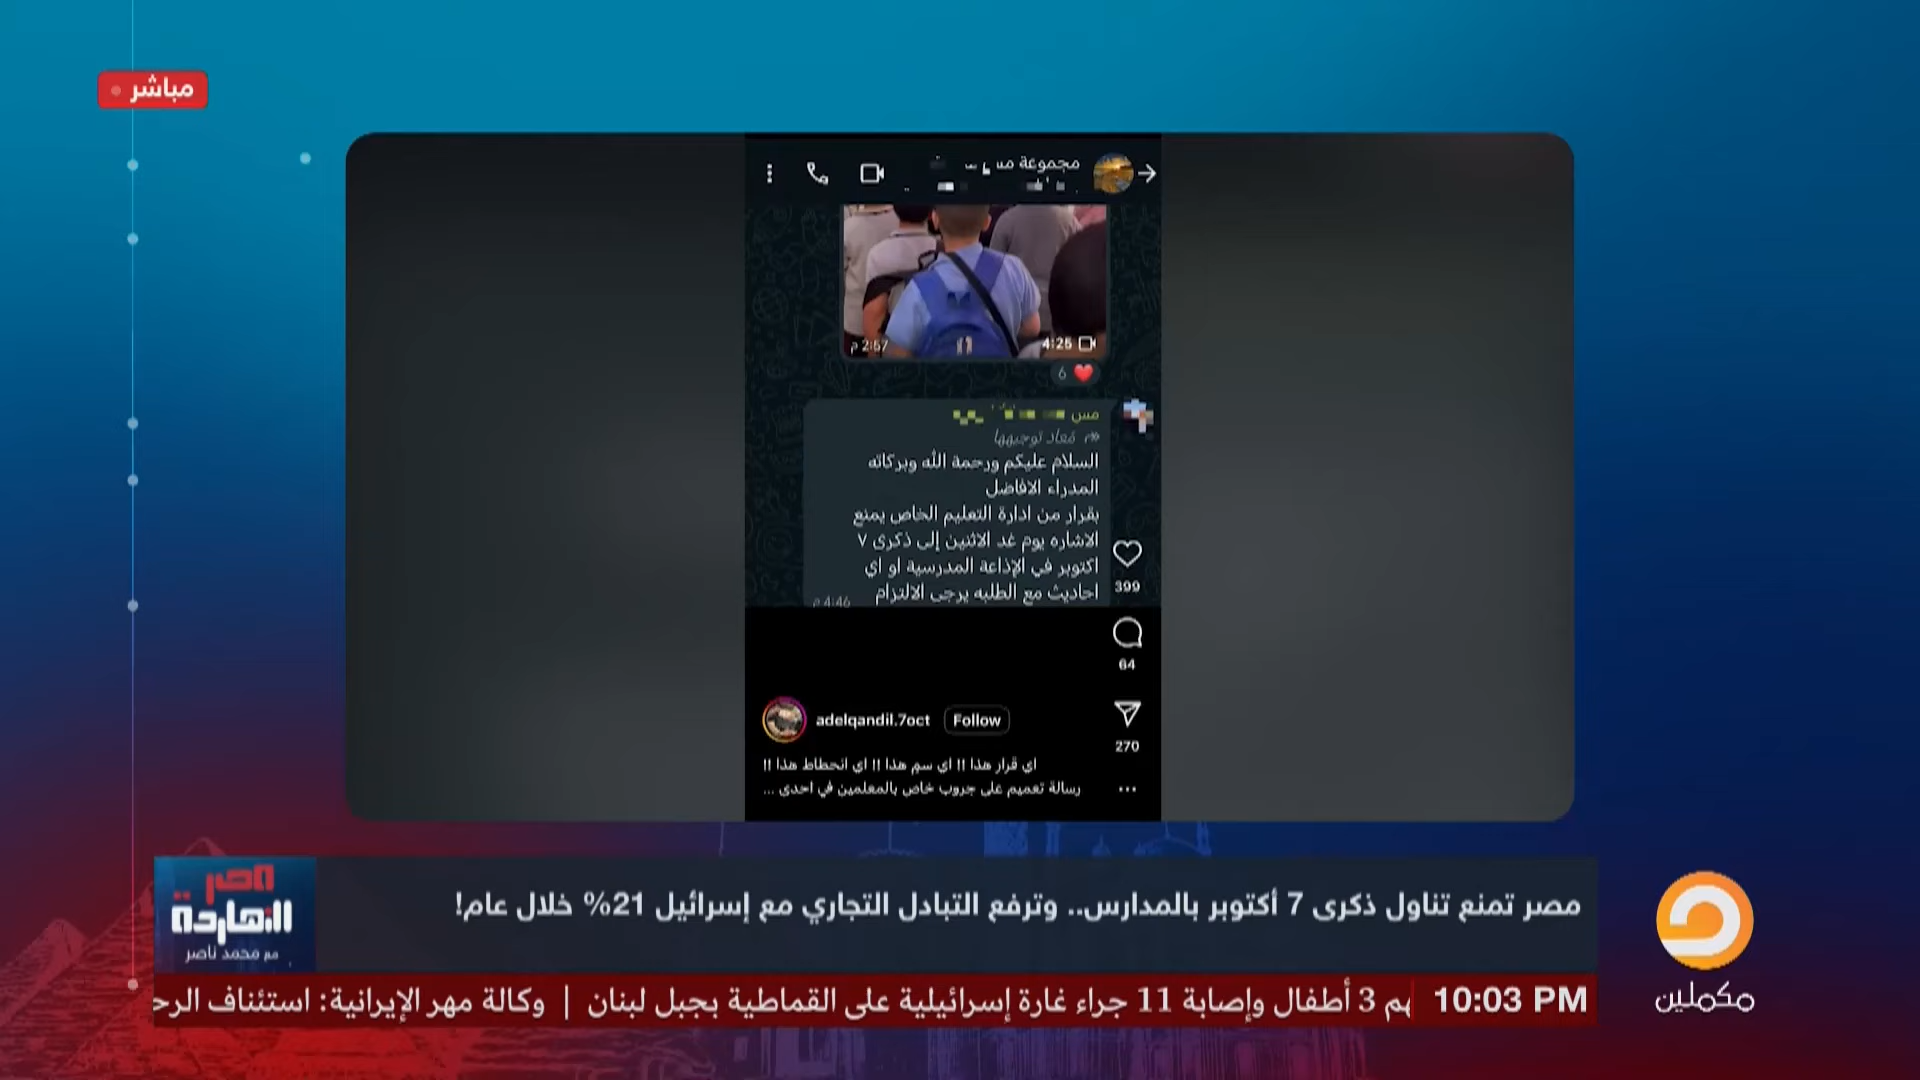 مباشر
مجموعة
2:57 م
4:25
6
مس
مُعاد توجيهها
السلام عليكم ورحمة الله وبركاته
المدراء الافاضل
بقرار من ادارة التعليم الخاص يمنع
الاشاره يوم غد الاثنين إلى ذكرى ٧
اكتوبر في الإذاعة المدرسية او اي
احاديث مع الطلبه يرجى الالتزام
4:46 م
399
64
270
adelqandil.7oct Follow
اي قرار هذا !! اي سم هذا !! اي انحطاط هذا !!
رسالة تعميم على جروب خاص بالمعلمين في احدى ...
مصر النهاردة
مع محمد ناصر
مصر تمنع تناول ذكرى 7 أكتوبر بالمدارس.. وترفع التبادل التجاري مع إسرائيل 21% خلال عام!
10:03 PM
هم 3 أطفال وإصابة 11 جراء غارة إسرائيلية على القماطية بجبل لبنان | وكالة مهر الإيرانية: استئناف الرح
مكملين